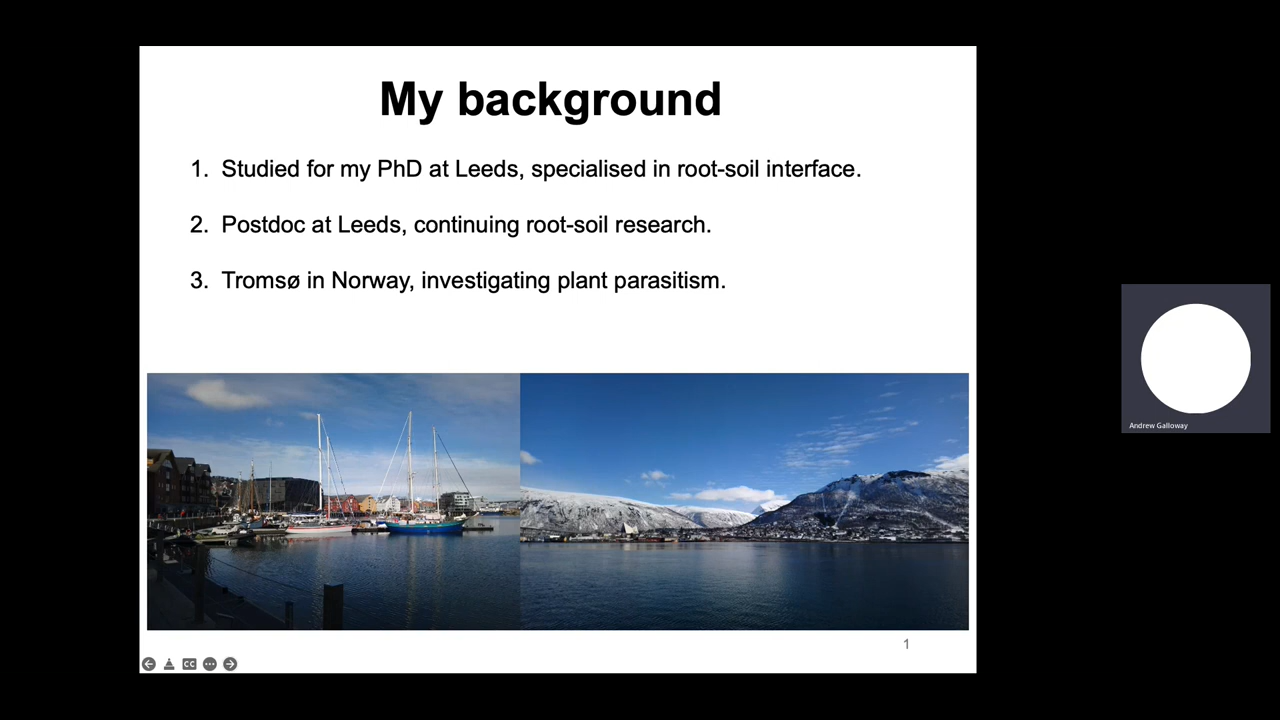 My background
1. Studied for my PhD at Leeds, specialised in root-soil interface.
2. Postdoc at Leeds, continuing root-soil research.
3. Tromsø in Norway, investigating plant parasitism.
Andrew Galloway
1
CC